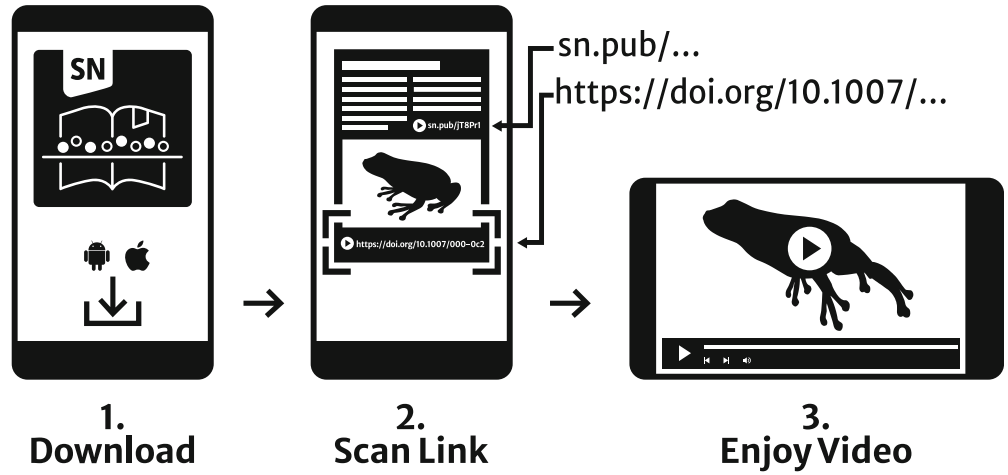 SN
sn.pub/jT8Pr1
https://doi.org/10.1007/000-0c2
sn.pub/...
https://doi.org/10.1007/...
1.
Download
2.
Scan Link
3.
Enjoy Video